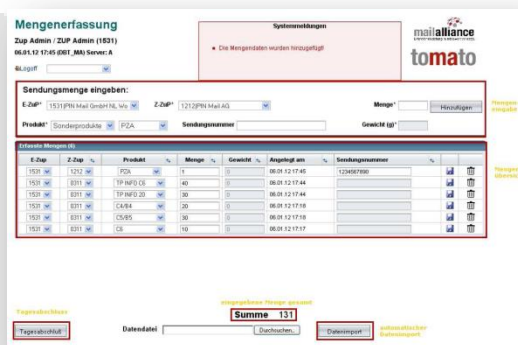 Mengenerfassung
Zup Admin / ZUP Admin (1531)
06.01.12 17:45 (DBT_MA) Server: A
Logoff
Systemmeldungen
Die Mengendaten wurden hinzugefügt!
mailalliance
tomato
Sendungsmenge eingeben:
E-ZuP* 1531|PIN Mail GmbH NL Z-ZuP* 1212|PIN Mail AG Menge* Hinzufügen
Produkt* Sonderprodukte PZA Sendungsnummer Gewicht (g)*
Mengen
eingabe
Erfasste Mengen (6)
E-Zup Z-Zup Produkt Menge Gewicht Angelegt am Sendungsnummer
1531 1212 PZA 1 0 06.01.12 17:45 1234567890
1531 0311 TP INFO C6 40 0 06.01.12 17:44
1531 0311 TP INFO 20 30 0 06.01.12 17:44
1531 0311 C4/B4 20 0 06.01.12 17:18
1531 0311 C5/B5 30 0 06.01.12 17:18
1531 0311 C6 10 0 06.01.12 17:17
Mengen
übersicht
eingegebene Menge gesamt
Summe 131
Tagesabschluss
Tagesabschluß
Datendatei Durchsuchen... Datenimport
automatischer
Datenimport